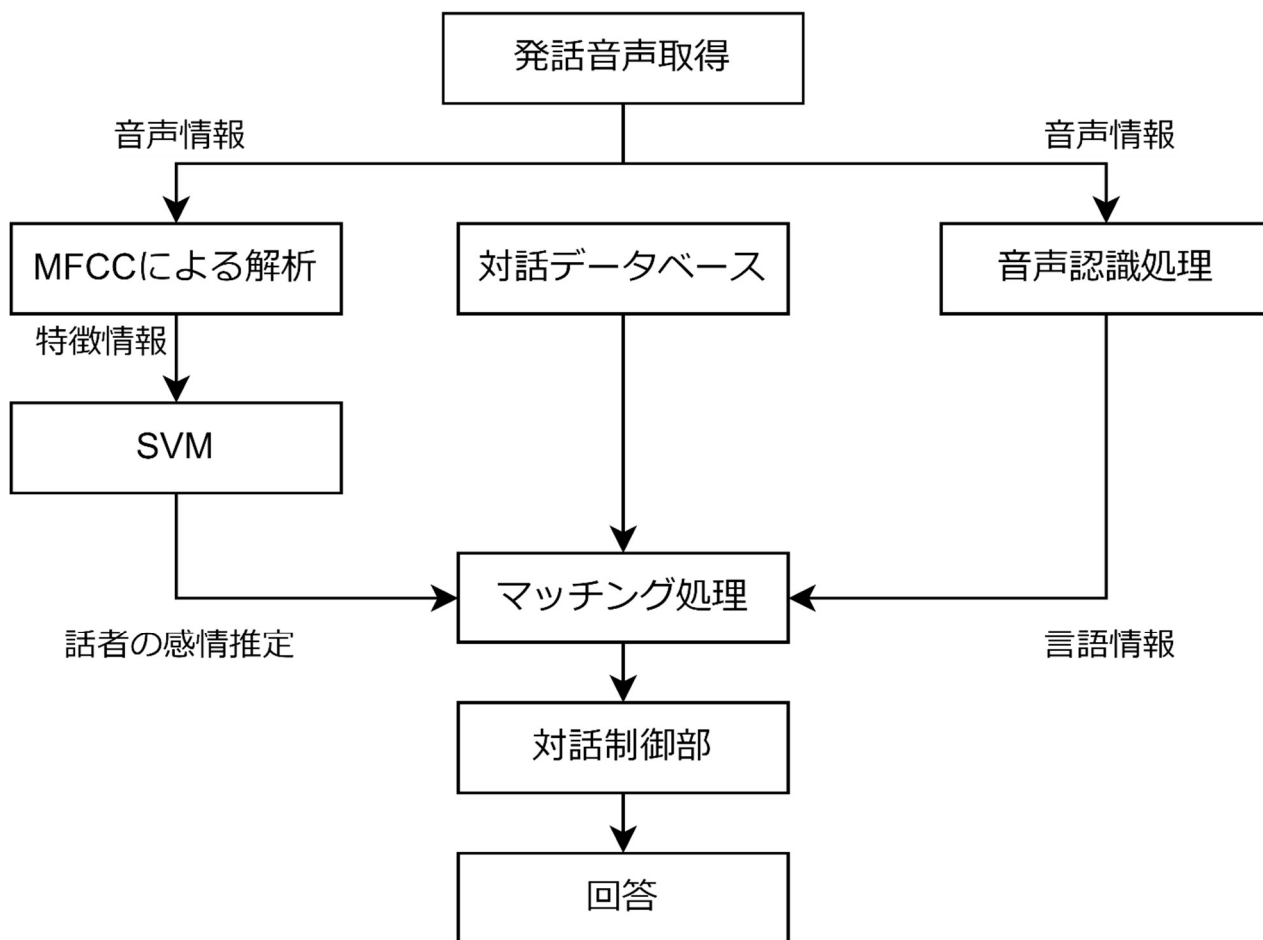 発話音声取得
音声情報
音声情報
MFCCによる解析
対話データベース
音声認識処理
特徴情報
SVM
マッチング処理
話者の感情推定
言語情報
対話制御部
回答